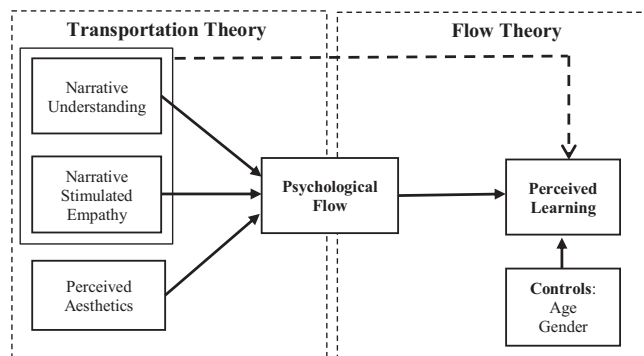 Transportation Theory
Flow Theory
Narrative
Understanding
Narrative
Stimulated
Empathy
Perceived
Aesthetics
Psychological
Flow
Perceived
Learning
Controls:
Age
Gender